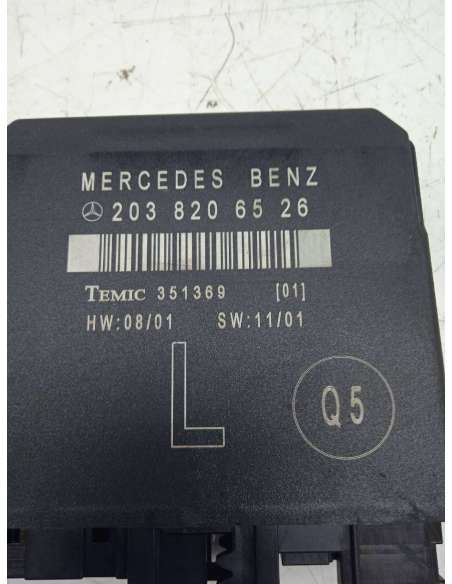 MERCEDES BENZ
203 820 65 26
TEMIC 351369 [01]
HW:08/01 SW:11/01
L
Q5